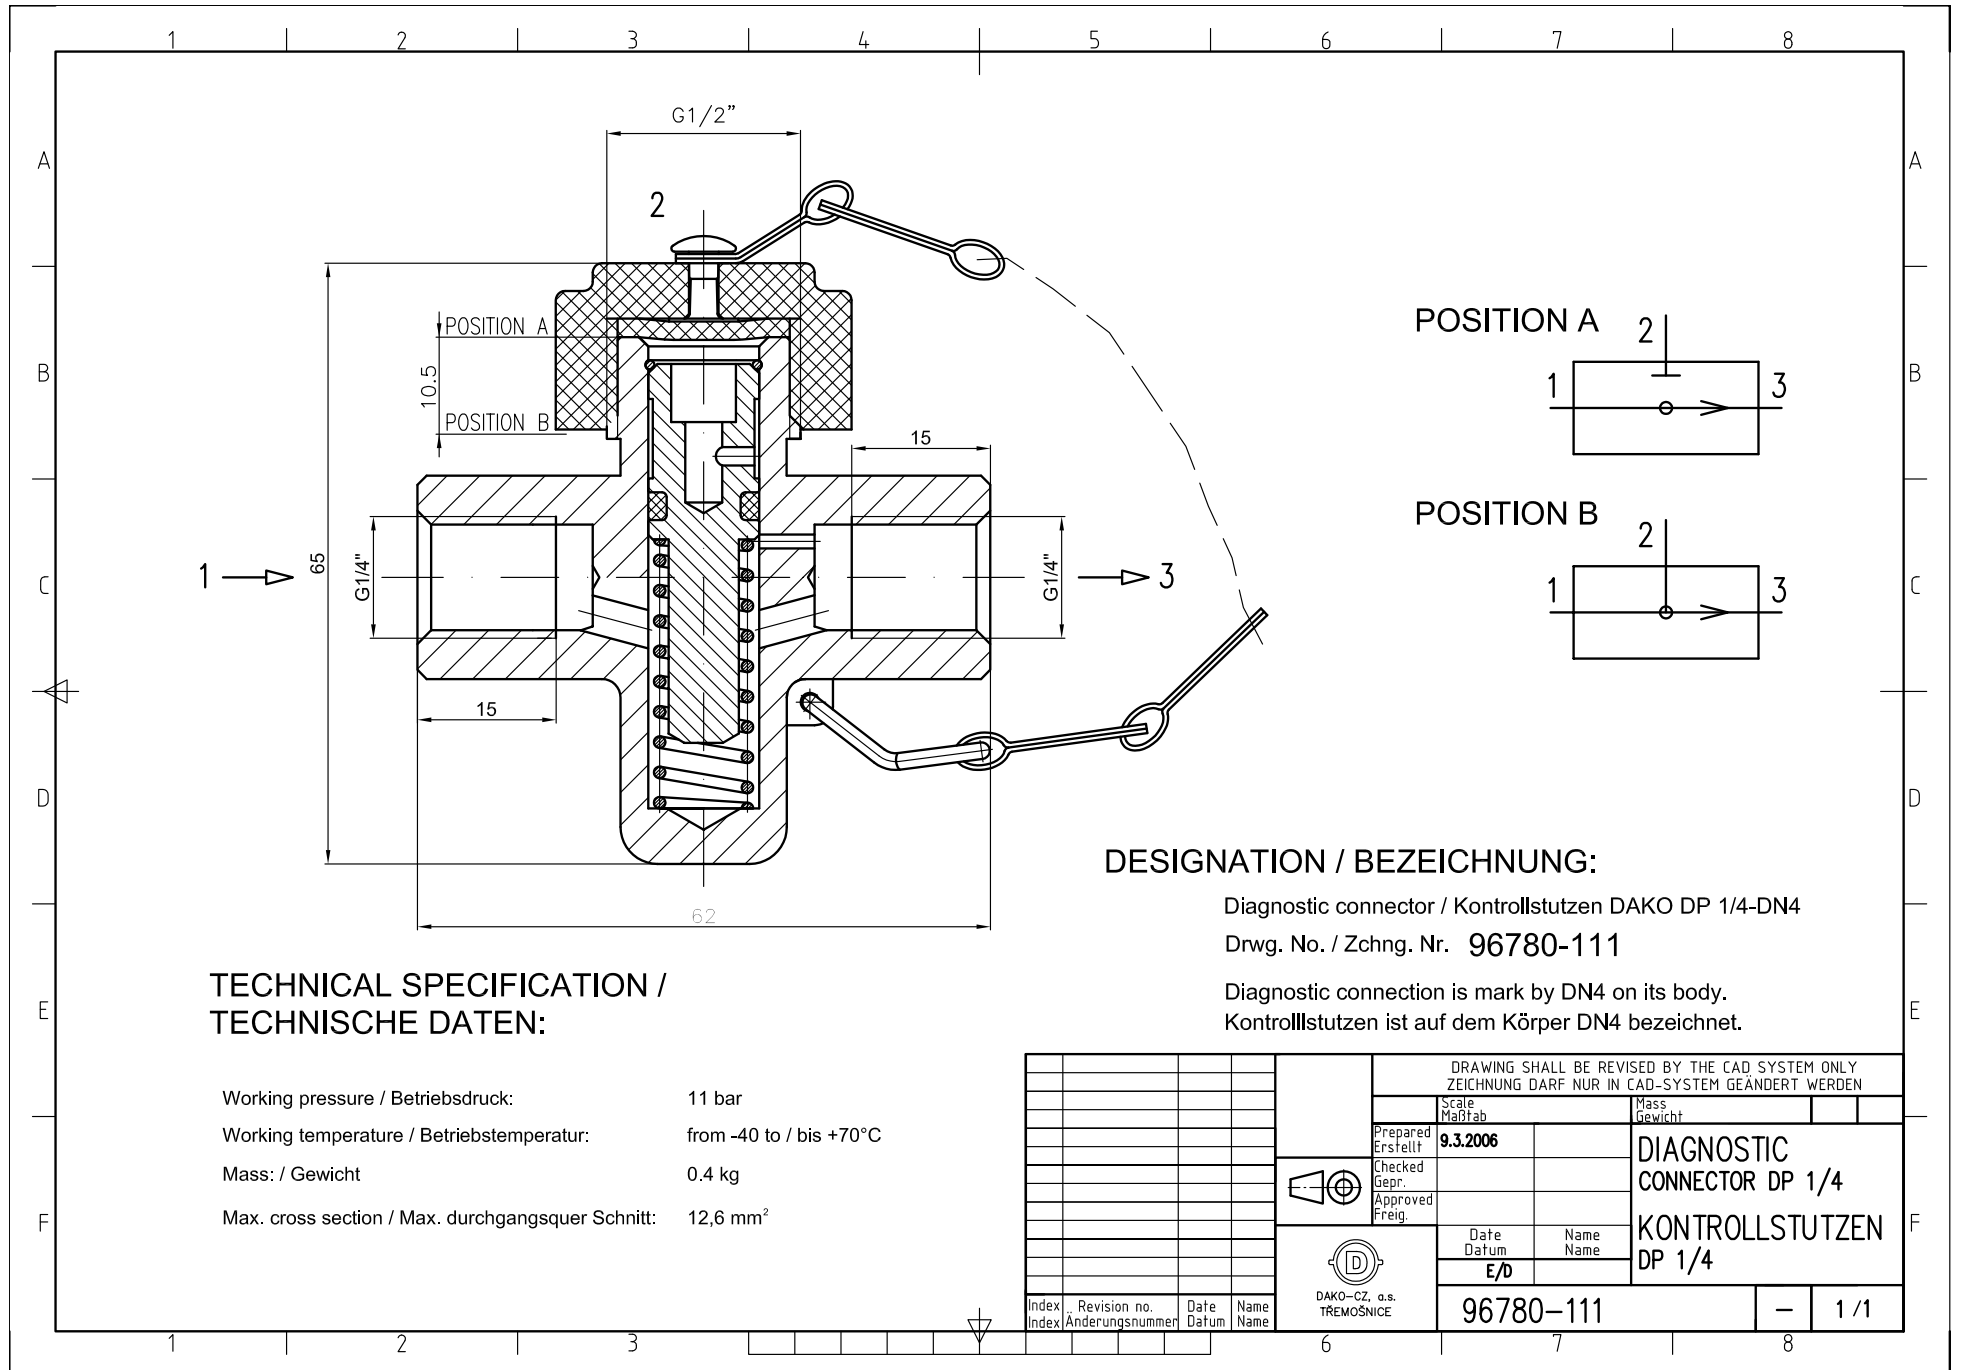 1 2 3 4 5 6 7 8
A A
B B
C C
D D
E E
F F
G1/2"
2
POSITION A
10.5
POSITION B
15
65
G1/4"
1
G1/4"
3
15
62
POSITION A
2
1 3
POSITION B
2
1 3
DESIGNATION / BEZEICHNUNG:
Diagnostic connector / Kontrollstutzen DAKO DP 1/4-DN4
Drwg. No. / Zchng. Nr. 96780-111
Diagnostic connection is mark by DN4 on its body.
Kontrolllstutzen ist auf dem Körper DN4 bezeichnet.
TECHNICAL SPECIFICATION /
TECHNISCHE DATEN:
Working pressure / Betriebsdruck: 11 bar
Working temperature / Betriebstemperatur: from -40 to / bis +70°C
Mass: / Gewicht 0.4 kg
Max. cross section / Max. durchgangsquer Schnitt: 12,6 mm²
DRAWING SHALL BE REVISED BY THE CAD SYSTEM ONLY
ZEICHNUNG DARF NUR IN CAD-SYSTEM GEÄNDERT WERDEN
Scale
Maßtab
Mass
Gewicht
Prepared
Erstellt
9.3.2006
Checked
Gepr.
Approved
Freig.
Date
Datum
Name
Name
E/D
DIAGNOSTIC
CONNECTOR DP 1/4
KONTROLLSTUTZEN
DP 1/4
D
DAKO-CZ, a.s.
TŘEMOŠNICE
96780-111 – 1 /1
Index Revision no. Date Name
Index Änderungsnummer Datum Name
1 2 3 6 7 8